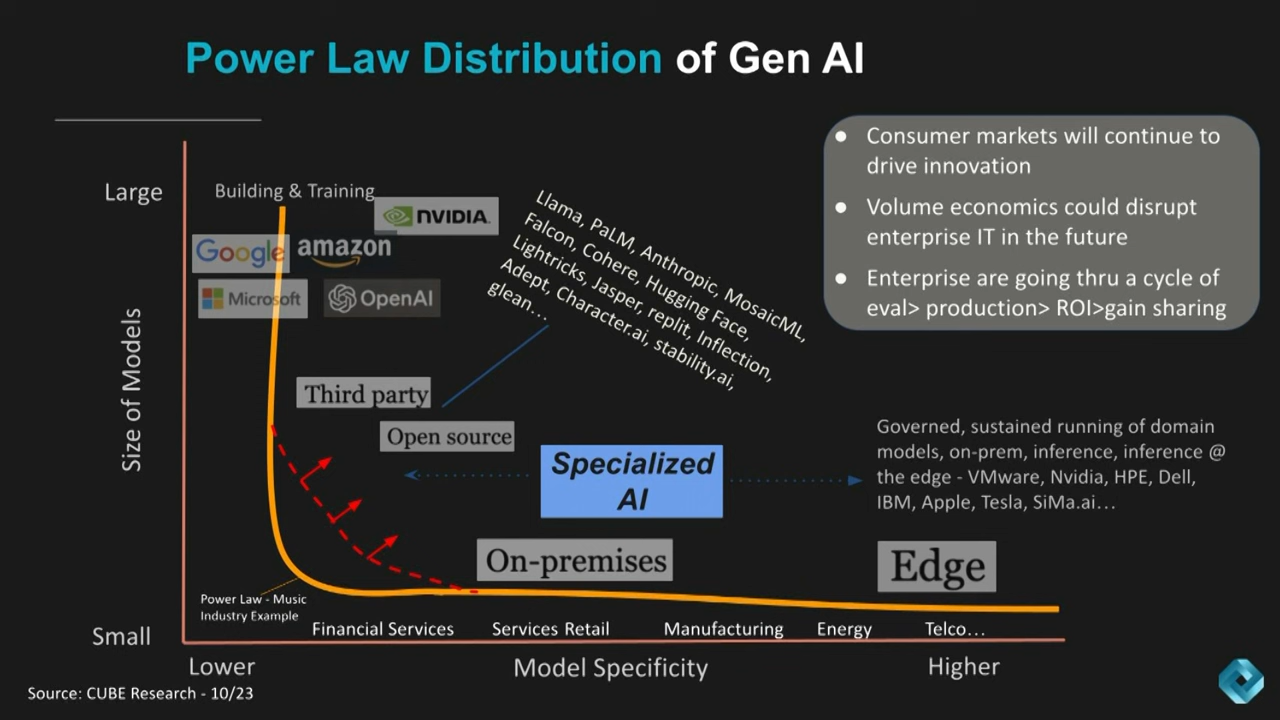 Power Law Distribution of Gen AI
Consumer markets will continue to
drive innovation
Volume economics could disrupt
enterprise IT in the future
Enterprise are going thru a cycle of
eval> production> ROI>gain sharing
Large
Building & Training
NVIDIA.
Google
amazon
Microsoft
OpenAI
Llama, PaLM, Anthropic, MosaicML,
Falcon, Cohere, Hugging Face,
Lightricks, Jasper, replit, Inflection,
Adept, Character.ai, stability.ai,
glean...
Size of Models
Third party
Open source
Specialized
AI
Governed, sustained running of domain
models, on-prem, inference, inference @
the edge - VMware, Nvidia, HPE, Dell,
IBM, Apple, Tesla, SiMa.ai...
On-premises
Edge
Power Law - Music
Industry Example
Small
Financial Services
Services Retail
Manufacturing
Energy
Telco...
Lower
Model Specificity
Higher
Source: CUBE Research - 10/23